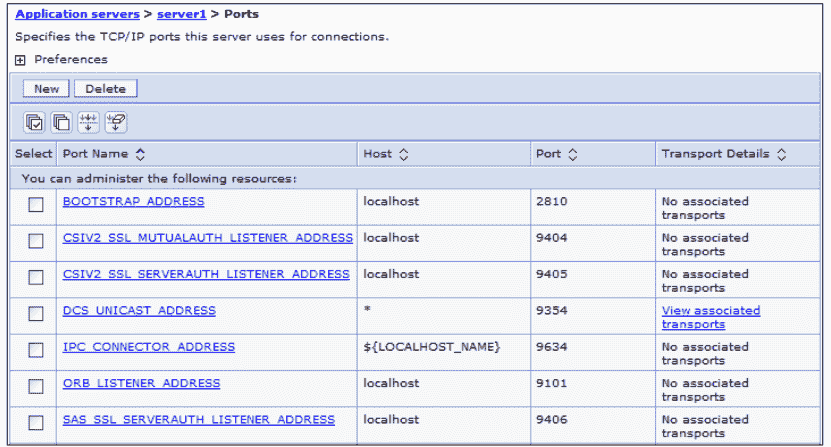 Application servers > server1 > Ports
Specifies the TCP/IP ports this server uses for connections.
Preferences
New Delete
Select Port Name Host Port Transport Details
You can administer the following resources:
BOOTSTRAP_ADDRESS localhost 2810 No associated
transports
CSIV2_SSL_MUTUALAUTH_LISTENER_ADDRESS localhost 9404 No associated
transports
CSIV2_SSL_SERVERAUTH_LISTENER_ADDRESS localhost 9405 No associated
transports
DCS_UNICAST_ADDRESS * 9354 View associated
transports
IPC_CONNECTOR_ADDRESS ${LOCALHOST_NAME} 9634 No associated
transports
ORB_LISTENER_ADDRESS localhost 9101 No associated
transports
SAS_SSL_SERVERAUTH_LISTENER_ADDRESS localhost 9406 No associated
transports